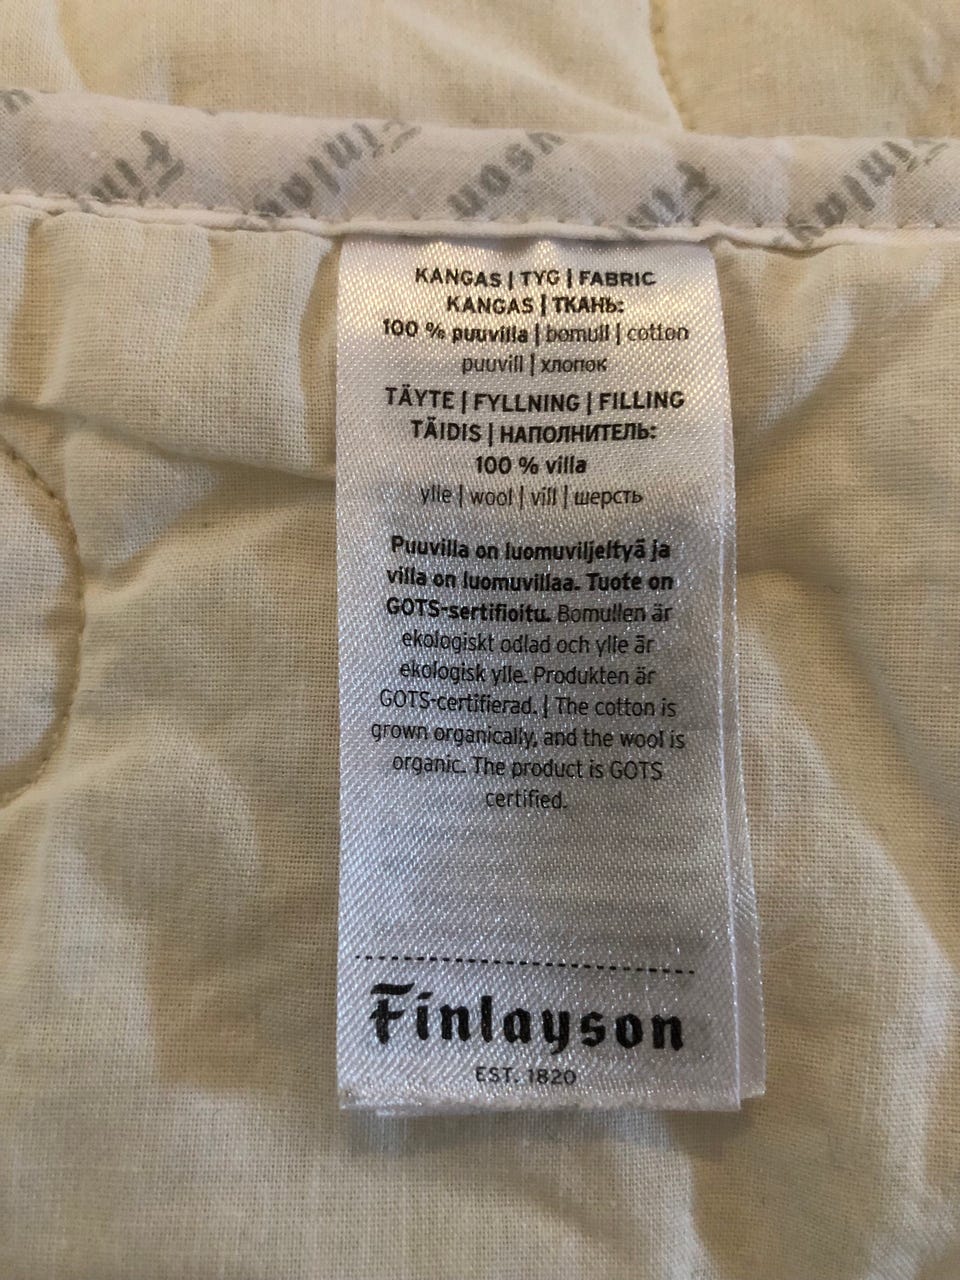 Finlayson Finlayson Finlayson
KANGAS | TYG | FABRIC
KANGAS | ТКАНЬ:
100 % puuvilla | bomull | cotton
puuvill | хлопок
TÄYTE | FYLLNING | FILLING
TÄIDIS | НАПОЛНИТЕЛЬ:
100 % villa
ylle | wool | vill | шерсть
Puuvilla on luomuviljeltyä ja
villa on luomuvillaa. Tuote on
GOTS-sertifioitu. Bomullen är
ekologiskt odlad och ylle är
ekologisk ylle. Produkten är
GOTS-certifierad. | The cotton is
grown organically, and the wool is
organic. The product is GOTS
certified.
Finlayson
EST. 1820